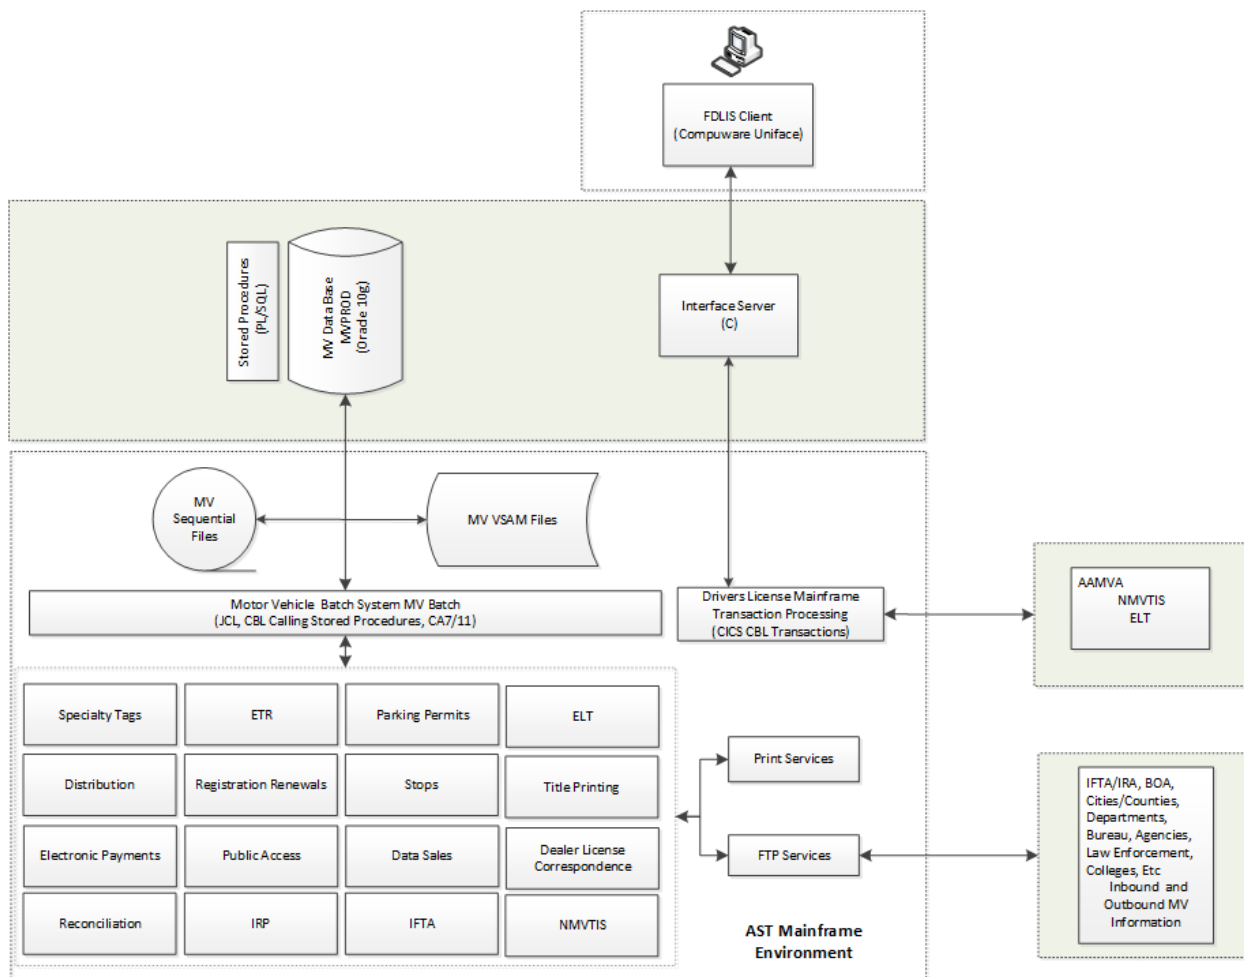 FDLIS Client
(Compuware Uniface)
Stored Procedures
(PL/SQL)
MV Data Base
MVPROD
(Oracle 10g)
Interface Server
(C)
MV
Sequential
Files
MV VSAM Files
Motor Vehicle Batch System MV Batch
(JCL, CBL Calling Stored Procedures, CA7/11)
Drivers License Mainframe
Transaction Processing
(CICS CBL Transactions)
AAMVA
NMVTIS
ELT
Specialty Tags
ETR
Parking Permits
ELT
Distribution
Registration Renewals
Stops
Title Printing
Electronic Payments
Public Access
Data Sales
Dealer License
Correspondence
Reconciliation
IRP
IFTA
NMVTIS
Print Services
FTP Services
IFTA/IRA, BOA,
Cities/Counties,
Departments,
Bureau, Agencies,
Law Enforcement,
Colleges, Etc
Inbound and
Outbound MV
Information
AST Mainframe
Environment